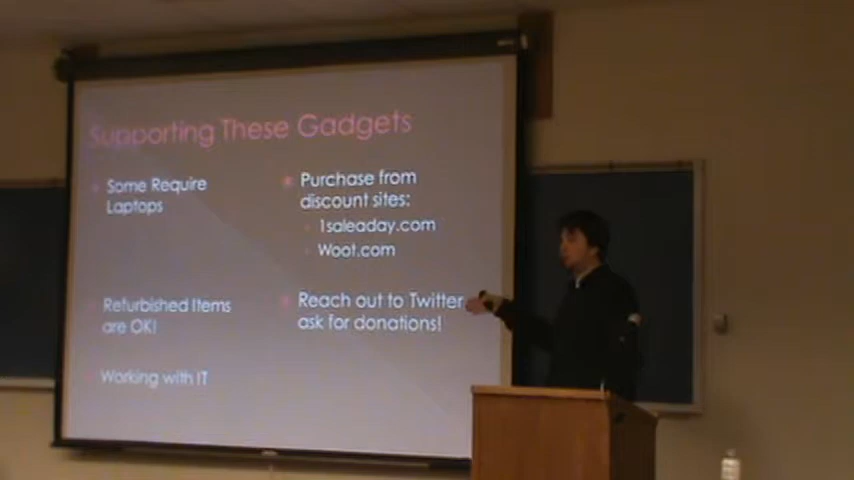 Supporting These Gadgets
Some Require
Laptops
Refurbished Items
are OK!
Working with IT
Purchase from
discount sites:
1saleaday.com
Woot.com
Reach out to Twitter
ask for donations!